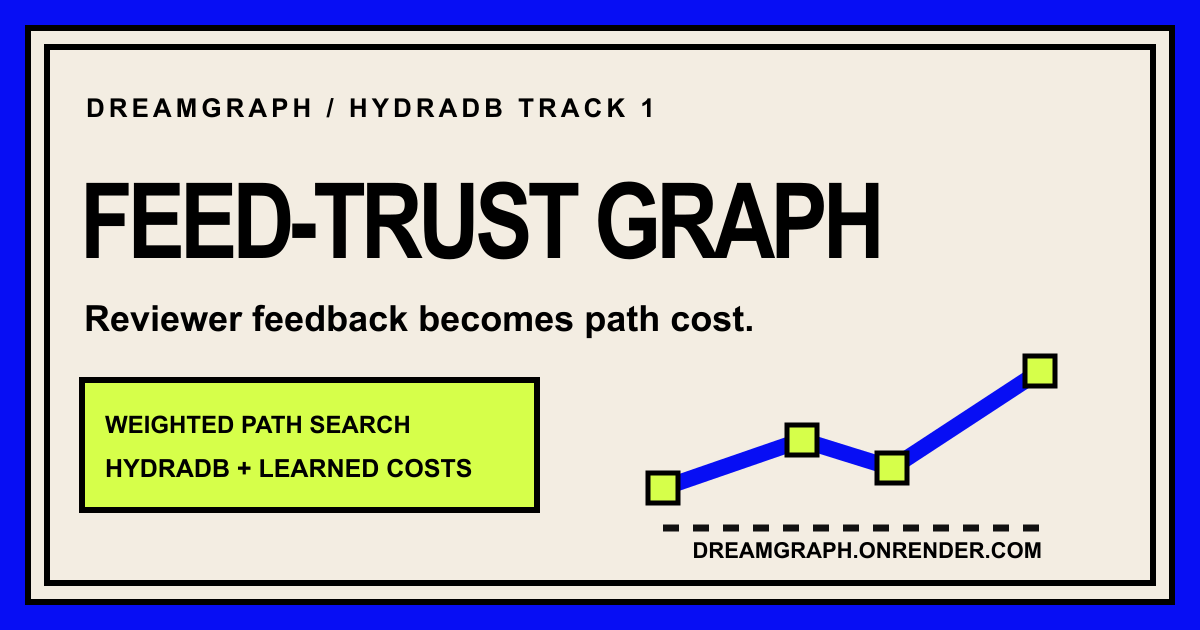 DREAMGRAPH / HYDRADB TRACK 1
FEED-TRUST GRAPH
Reviewer feedback becomes path cost.
WEIGHTED PATH SEARCH
HYDRADB + LEARNED COSTS
DREAMGRAPH.ONRENDER.COM